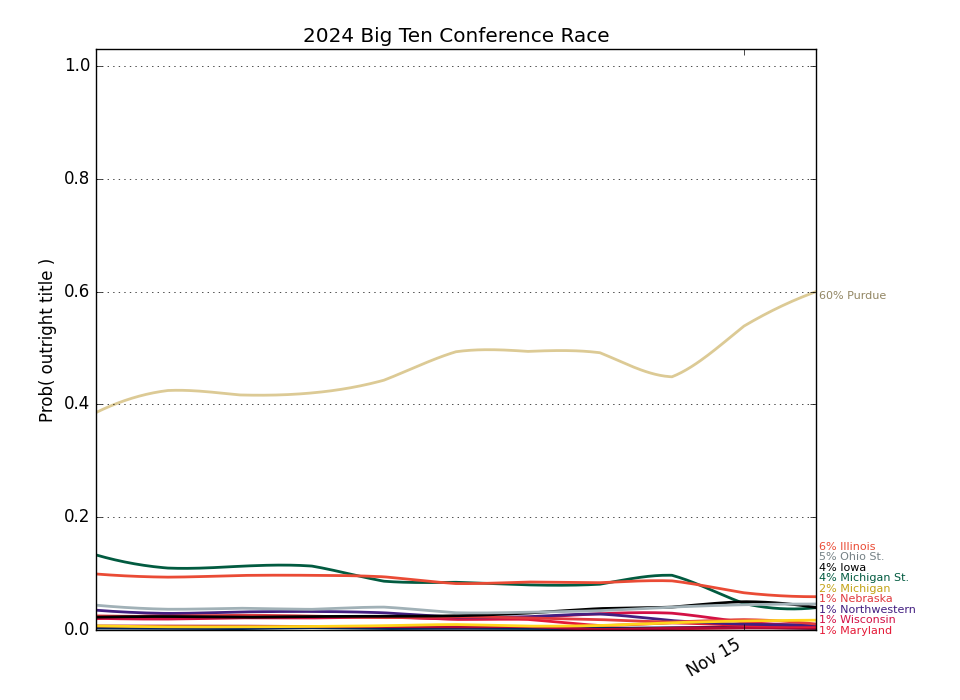 2024 Big Ten Conference Race
Prob( outright title )
1.0
0.8
0.6
0.4
0.2
0.0
60% Purdue
6% Illinois
5% Ohio St.
4% Iowa
4% Michigan St.
2% Michigan
1% Nebraska
1% Northwestern
1% Wisconsin
1% Maryland
Nov 15